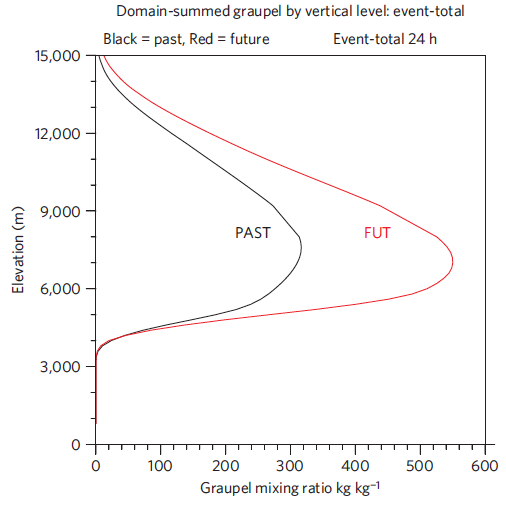 Domain-summed graupel by vertical level: event-total
Black = past, Red = future
Event-total 24 h
15,000
12,000
9,000
6,000
3,000
0
Elevation (m)
PAST
FUT
0
100
200
300
400
500
600
Graupel mixing ratio kg kg⁻¹